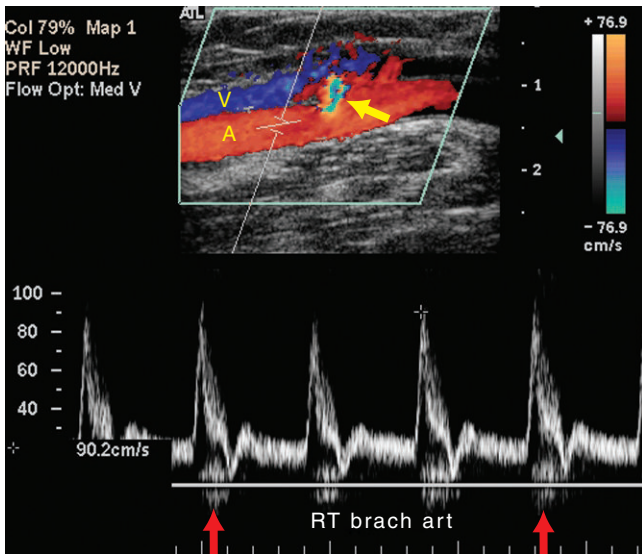 Col 79% Map 1
WF Low
PRF 12000Hz
Flow Opt: Med V
ATL
V
A
1
2
+ 76.9
- 76.9
cm/s
100
80
60
40
90.2cm/s
RT brach art